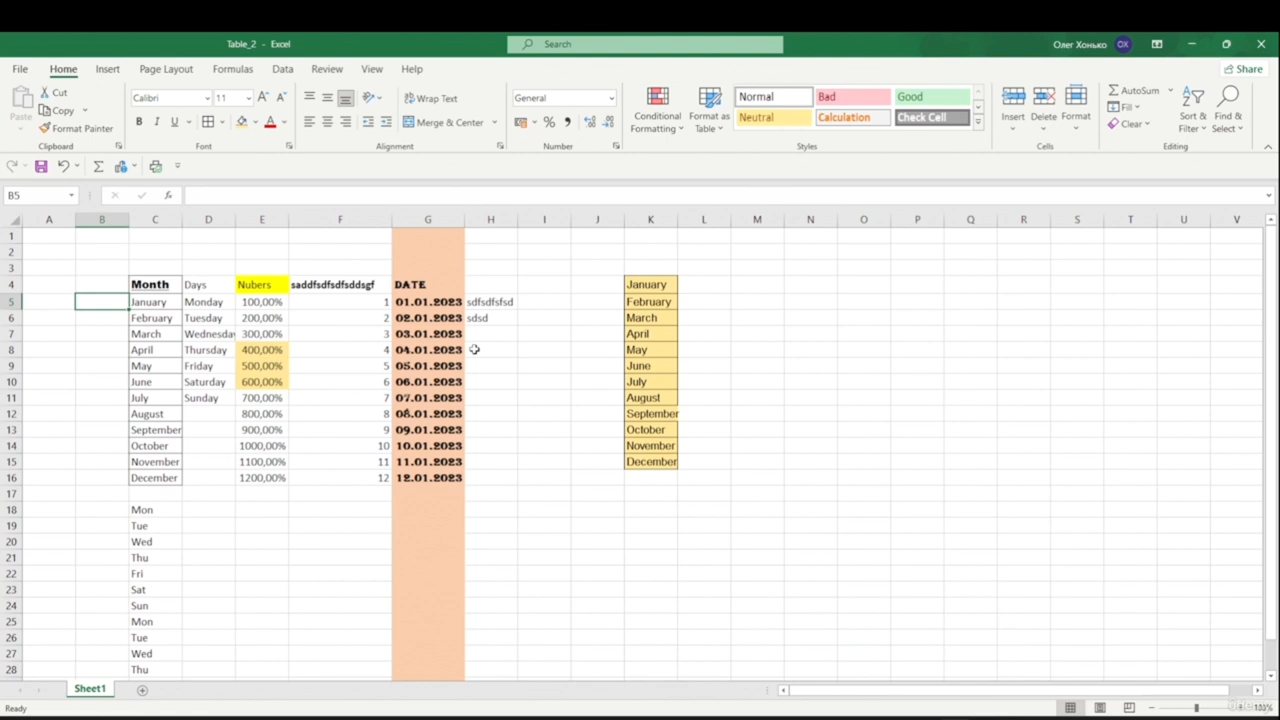 Table_2 - Excel
Search
Олег Хонько
ОХ
File Home Insert Page Layout Formulas Data Review View Help
Share
Paste
Cut
Copy
Format Painter
Clipboard
Calibri
11
B I U
Font
Wrap Text
Merge & Center
Alignment
General
Number
Conditional Formatting
Format as Table
Normal Bad Good
Neutral Calculation Check Cell
Styles
Insert Delete Format
Cells
AutoSum
Fill
Clear
Sort & Filter
Find & Select
Editing
B5
fx
A B C D E F G H I J K L M N O P Q R S T U V
1
2
3
4 Month Days Nubers saddfsdfsdfsddsgf DATE January
5 January Monday 100,00% 1 01.01.2023 sdfsdfsfsd February
6 February Tuesday 200,00% 2 02.01.2023 sdsd March
7 March Wednesday 300,00% 3 03.01.2023 April
8 April Thursday 400,00% 4 04.01.2023 May
9 May Friday 500,00% 5 05.01.2023 June
10 June Saturday 600,00% 6 06.01.2023 July
11 July Sunday 700,00% 7 07.01.2023 August
12 August 800,00% 8 08.01.2023 September
13 September 900,00% 9 09.01.2023 October
14 October 1000,00% 10 10.01.2023 November
15 November 1100,00% 11 11.01.2023 December
16 December 1200,00% 12 12.01.2023
17
18 Mon
19 Tue
20 Wed
21 Thu
22 Fri
23 Sat
24 Sun
25 Mon
26 Tue
27 Wed
28 Thu
Sheet1
Ready